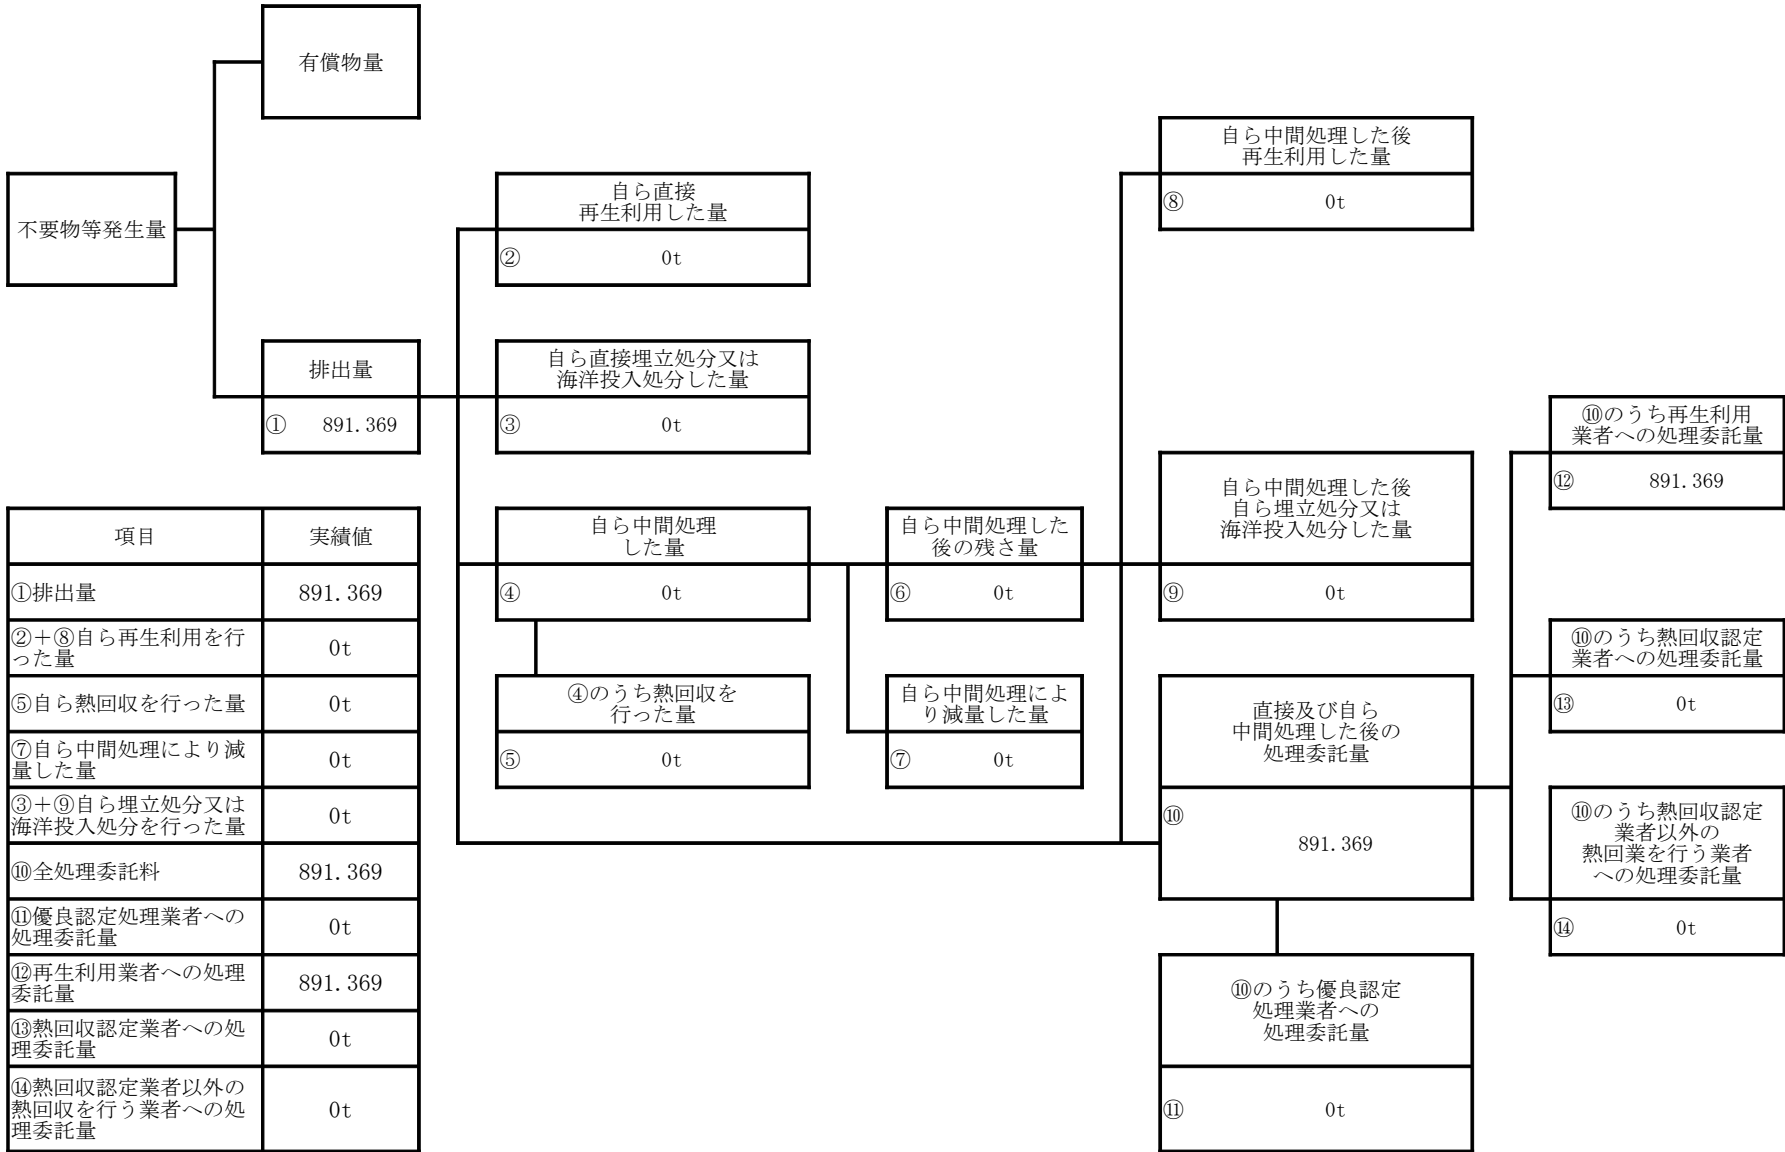 有償物量
不要物等発生量
排出量
① 891.369
自ら直接
再生利用した量
② 0t
自ら直接埋立処分又は
海洋投入処分した量
③ 0t
自ら中間処理
した量
④ 0t
④のうち熱回収を
行った量
⑤ 0t
自ら中間処理した
後の残さ量
⑥ 0t
自ら中間処理によ
り減量した量
⑦ 0t
自ら中間処理した後
再生利用した量
⑧ 0t
自ら中間処理した後
自ら埋立処分又は
海洋投入処分した量
⑨ 0t
直接及び自ら
中間処理した後の
処理委託量
⑩
891.369
⑩のうち優良認定
処理業者への
処理委託量
⑪ 0t
⑩のうち再生利用
業者への処理委託量
⑫ 891.369
⑩のうち熱回収認定
業者への処理委託量
⑬ 0t
⑩のうち熱回収認定
業者以外の
熱回業を行う業者
への処理委託量
⑭ 0t
項目 実績値
①排出量 891.369
②+⑧自ら再生利用を行
った量 0t
⑤自ら熱回収を行った量 0t
⑦自ら中間処理により減
量した量 0t
③+⑨自ら埋立処分又は
海洋投入処分を行った量 0t
⑩全処理委託料 891.369
⑪優良認定処理業者への
処理委託量 0t
⑫再生利用業者への処理
委託量 891.369
⑬熱回収認定業者への処
理委託量 0t
⑭熱回収認定業者以外の
熱回収を行う業者への処
理委託量 0t